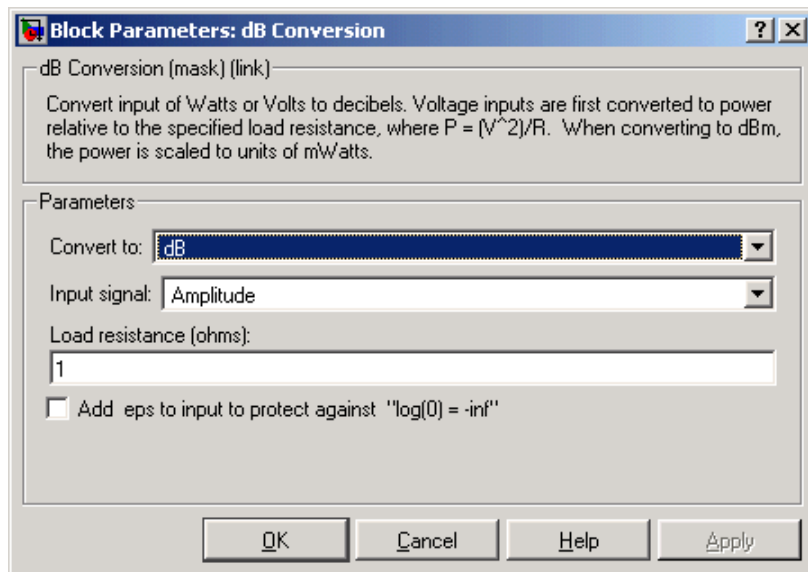 Block Parameters: dB Conversion
dB Conversion (mask) (link)
Convert input of Watts or Volts to decibels. Voltage inputs are first converted to power
relative to the specified load resistance, where P = (V^2)/R.  When converting to dBm,
the power is scaled to units of mWatts.
Parameters
Convert to: dB
Input signal: Amplitude
Load resistance (ohms):
1
Add  eps to input to protect against  "log(0) = -inf"
OK Cancel Help Apply